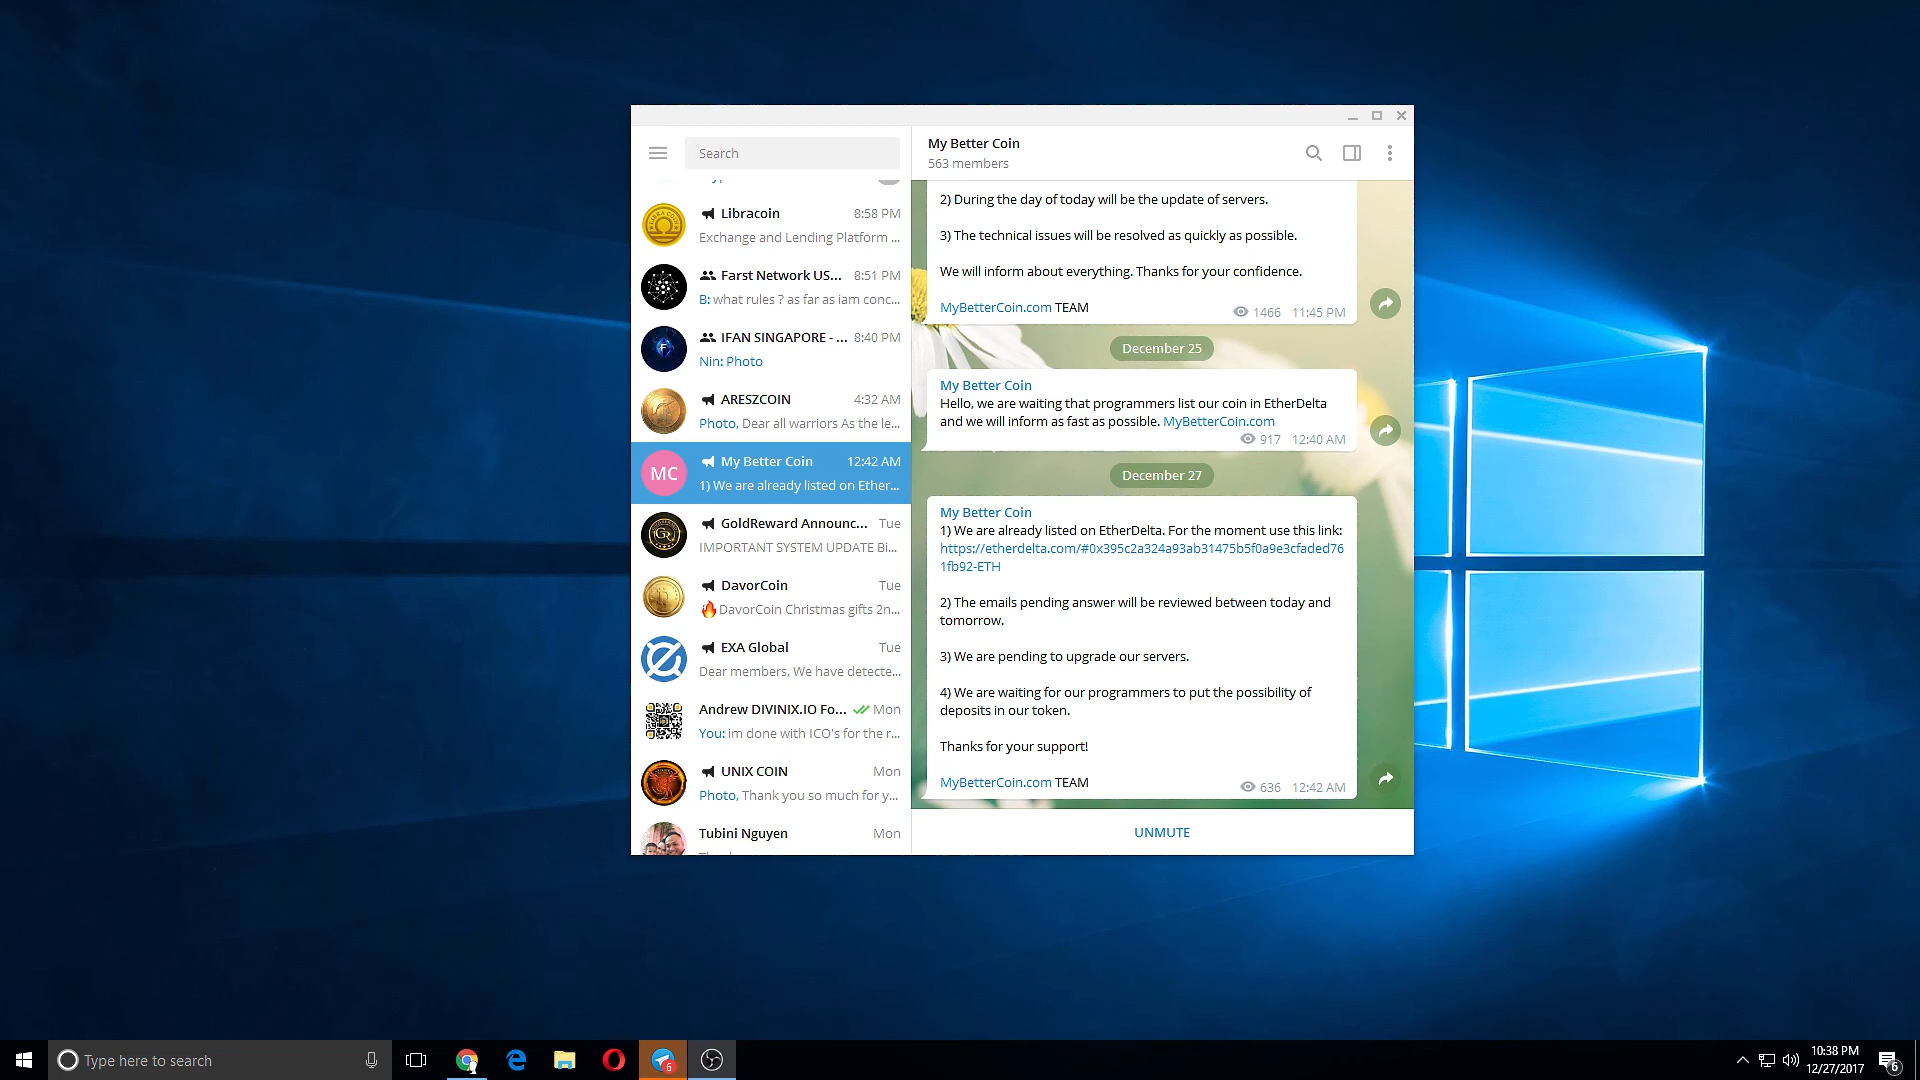 Search
Libracoin 8:58 PM
Exchange and Lending Platform ...
Farst Network US... 8:51 PM
B: what rules ? as far as iam conc...
IFAN SINGAPORE - ... 8:40 PM
Nin: Photo
ARESZCOIN 4:32 AM
Photo, Dear all warriors As the le...
MC
My Better Coin 12:42 AM
1) We are already listed on Ether...
GoldReward Announc... Tue
IMPORTANT SYSTEM UPDATE Bi...
DavorCoin Tue
🔥DavorCoin Christmas gifts 2n...
EXA Global Tue
Dear members, We have detecte...
Andrew DIVINIX.IO Fo... Mon
You: im done with ICO's for the r...
UNIX COIN Mon
Photo, Thank you so much for y...
Tubini Nguyen Mon
My Better Coin
563 members
2) During the day of today will be the update of servers.
3) The technical issues will be resolved as quickly as possible.
We will inform about everything. Thanks for your confidence.
MyBetterCoin.com TEAM
1466 11:45 PM
December 25
My Better Coin
Hello, we are waiting that programmers list our coin in EtherDelta
and we will inform as fast as possible. MyBetterCoin.com
917 12:40 AM
December 27
My Better Coin
1) We are already listed on EtherDelta. For the moment use this link:
https://etherdelta.com/#0x395c2a324a93ab31475b5f0a9e3cfaded76
1fb92-ETH
2) The emails pending answer will be reviewed between today and
tomorrow.
3) We are pending to upgrade our servers.
4) We are waiting for our programmers to put the possibility of
deposits in our token.
Thanks for your support!
MyBetterCoin.com TEAM
636 12:42 AM
UNMUTE
Type here to search
6
10:38 PM
12/27/2017
6